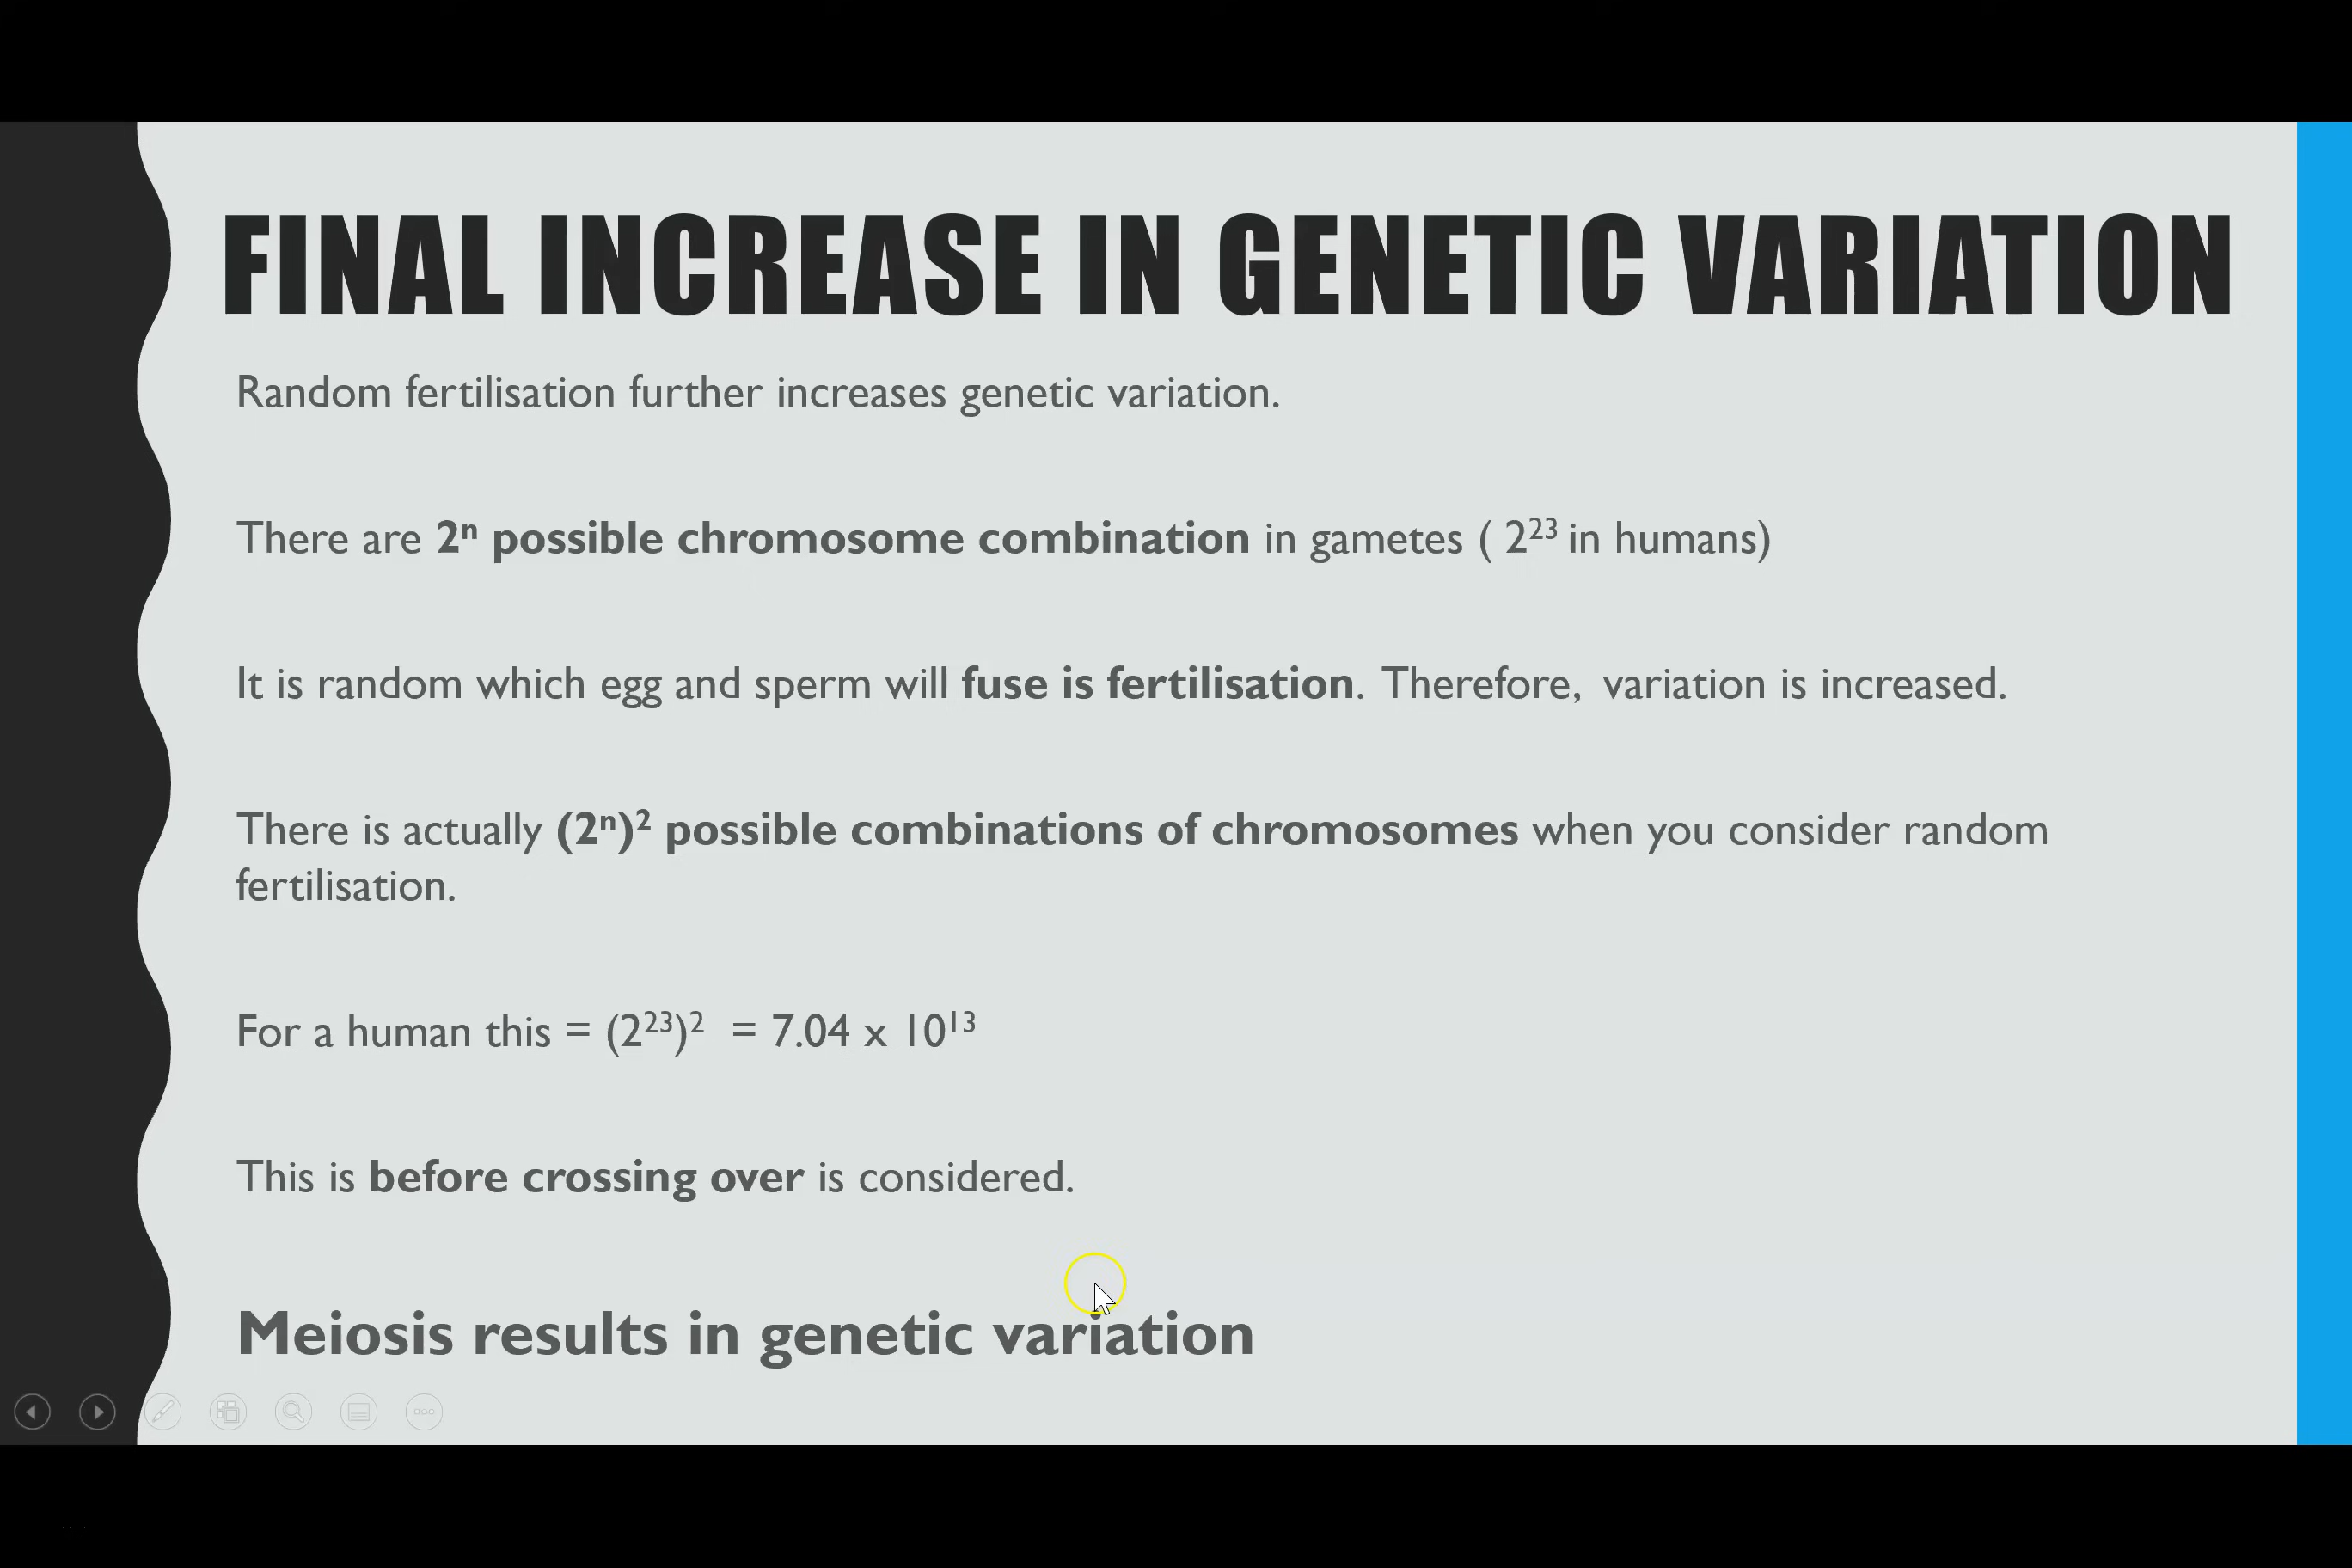 FINAL INCREASE IN GENETIC VARIATION
Random fertilisation further increases genetic variation.
There are 2ⁿ possible chromosome combination in gametes ( 2²³ in humans)
It is random which egg and sperm will fuse is fertilisation. Therefore, variation is increased.
There is actually (2ⁿ)² possible combinations of chromosomes when you consider random
fertilisation.
For a human this = (2²³)² = 7.04 x 10¹³
This is before crossing over is considered.
Meiosis results in genetic variation